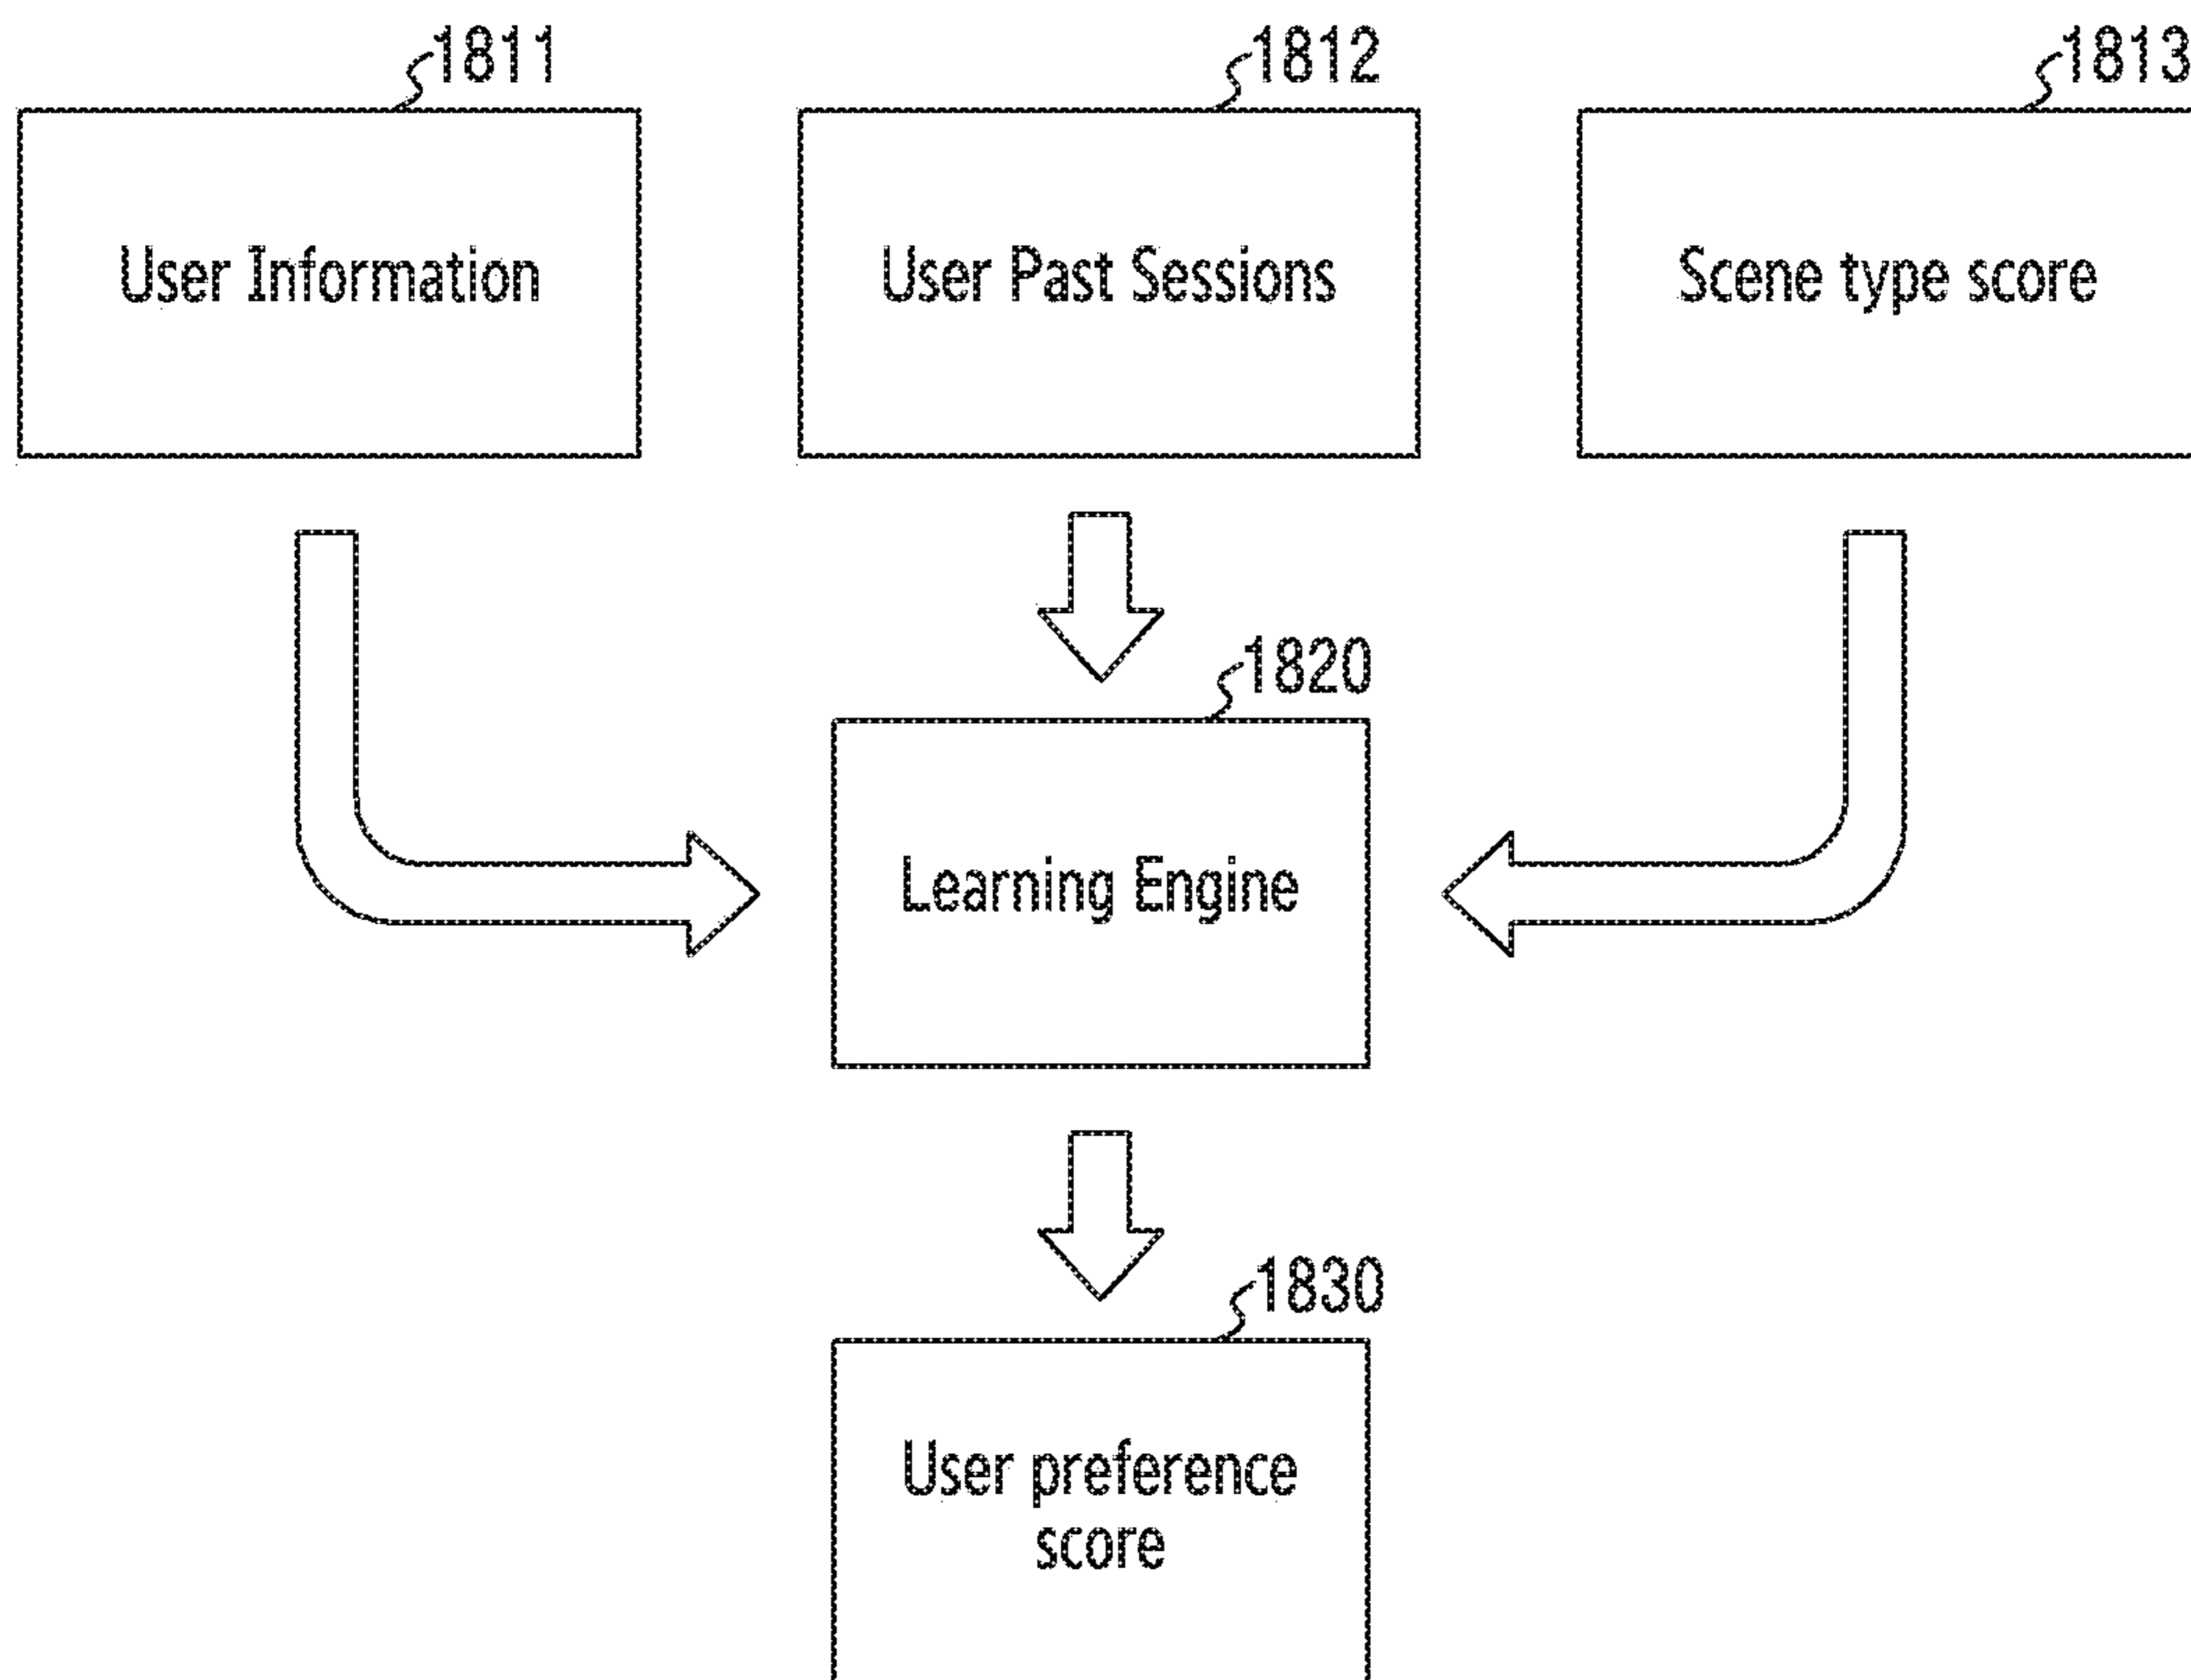 1811
1812
1813
User Information
User Past Sessions
Scene type score
1820
Learning Engine
1830
User preference
score